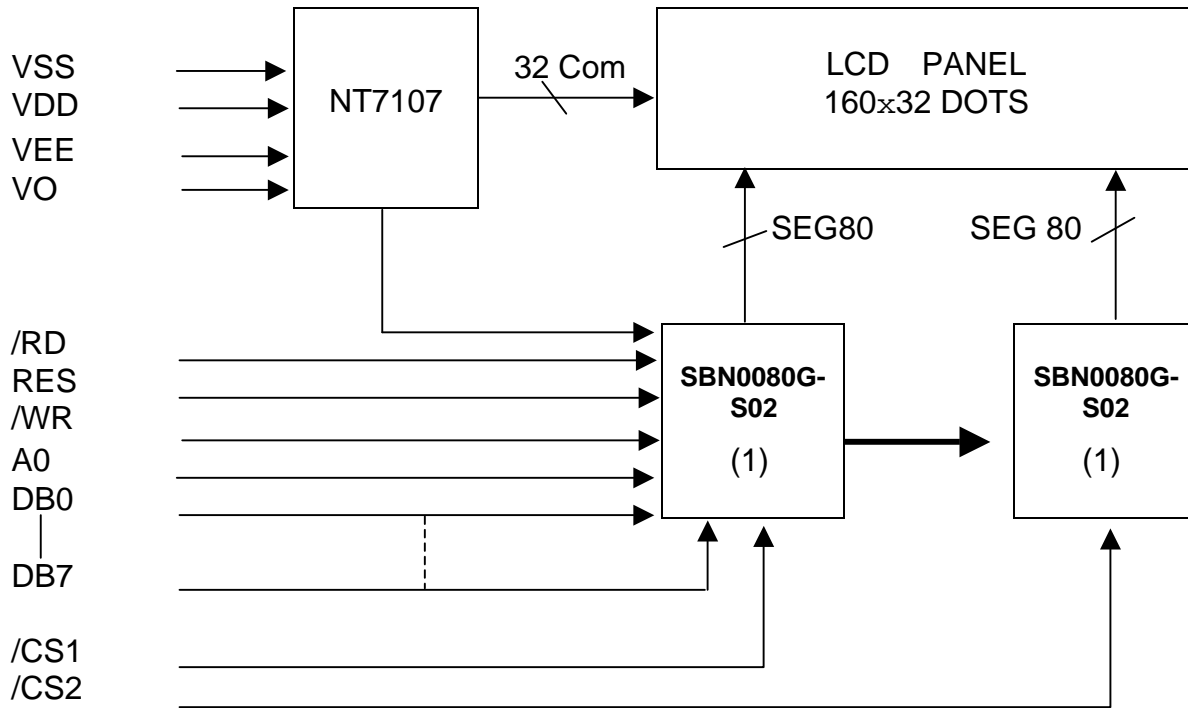 VSS
VDD
VEE
VO
NT7107
32 Com
LCD PANEL
160x32 DOTS
SEG80
SEG 80
/RD
RES
/WR
A0
DB0
DB7
/CS1
/CS2
SBN0080G-
S02
(1)
SBN0080G-
S02
(1)